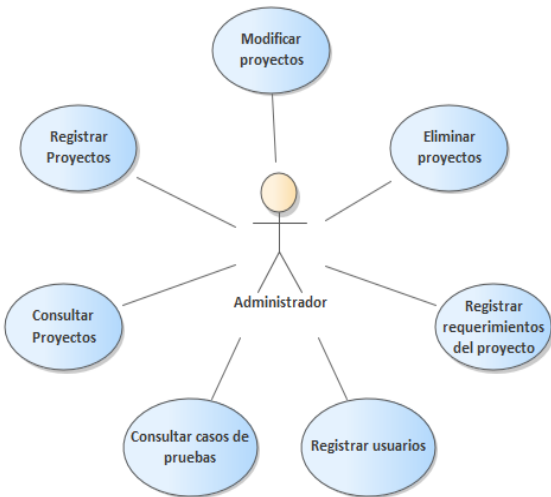 Modificar
proyectos
Registrar
Proyectos
Eliminar
proyectos
Administrador
Consultar
Proyectos
Registrar
requerimientos
del proyecto
Consultar casos de
pruebas
Registrar usuarios